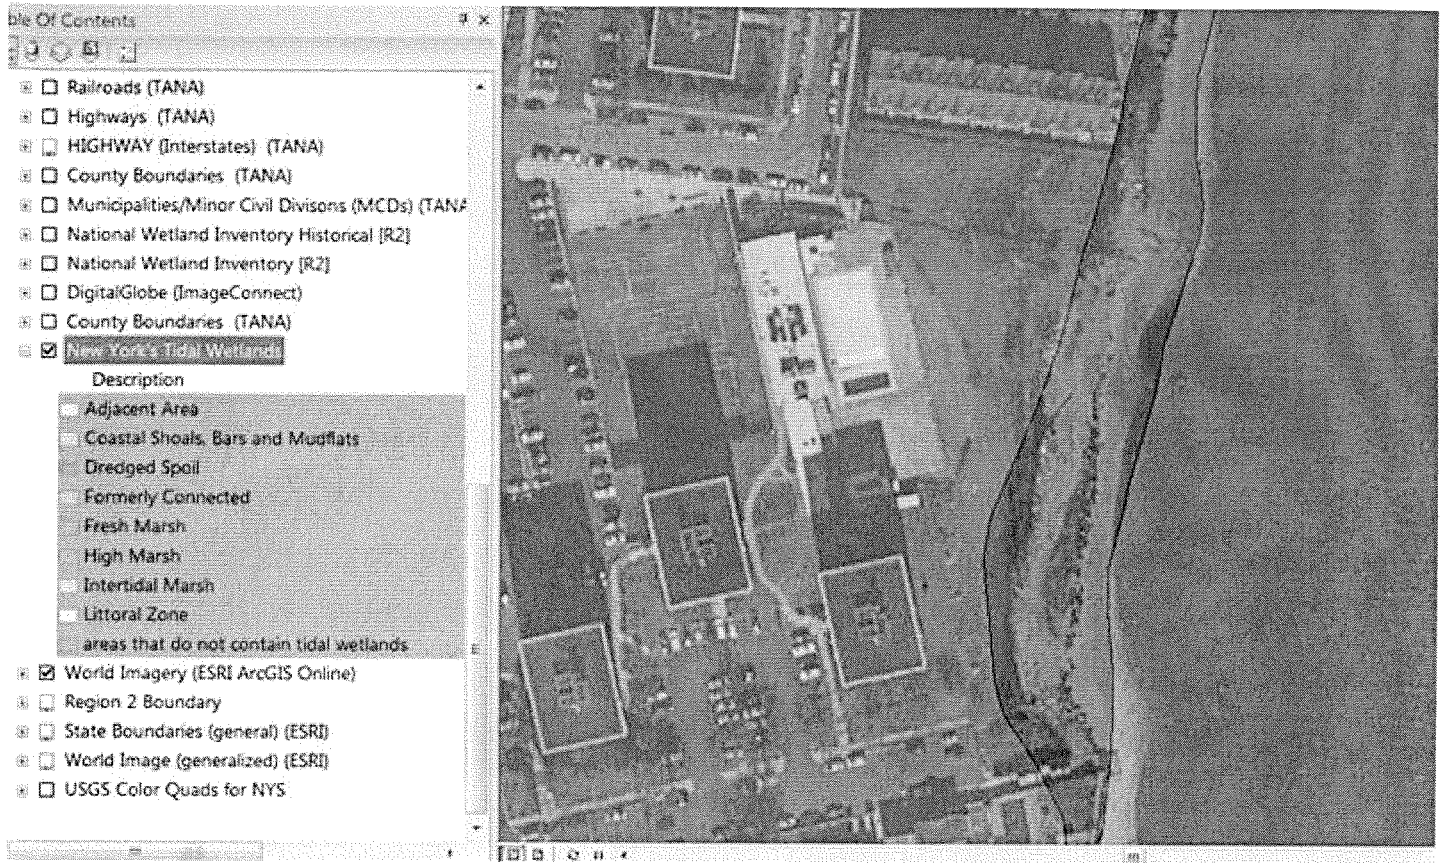 ble Of Contents
Railroads (TANA)
Highways (TANA)
HIGHWAY (Interstates) (TANA)
County Boundaries (TANA)
Municipalities/Minor Civil Divisons (MCDs) (TANA
National Wetland Inventory Historical [R2]
National Wetland Inventory [R2]
DigitalGlobe (ImageConnect)
County Boundaries (TANA)
New York's Tidal Wetlands
Description
Adjacent Area
Coastal Shoals, Bars and Mudflats
Dredged Spoil
Formerly Connected
Fresh Marsh
High Marsh
Intertidal Marsh
Littoral Zone
areas that do not contain tidal wetlands
World Imagery (ESRI ArcGIS Online)
Region 2 Boundary
State Boundaries (general) (ESRI)
World Image (generalized) (ESRI)
USGS Color Quads for NYS